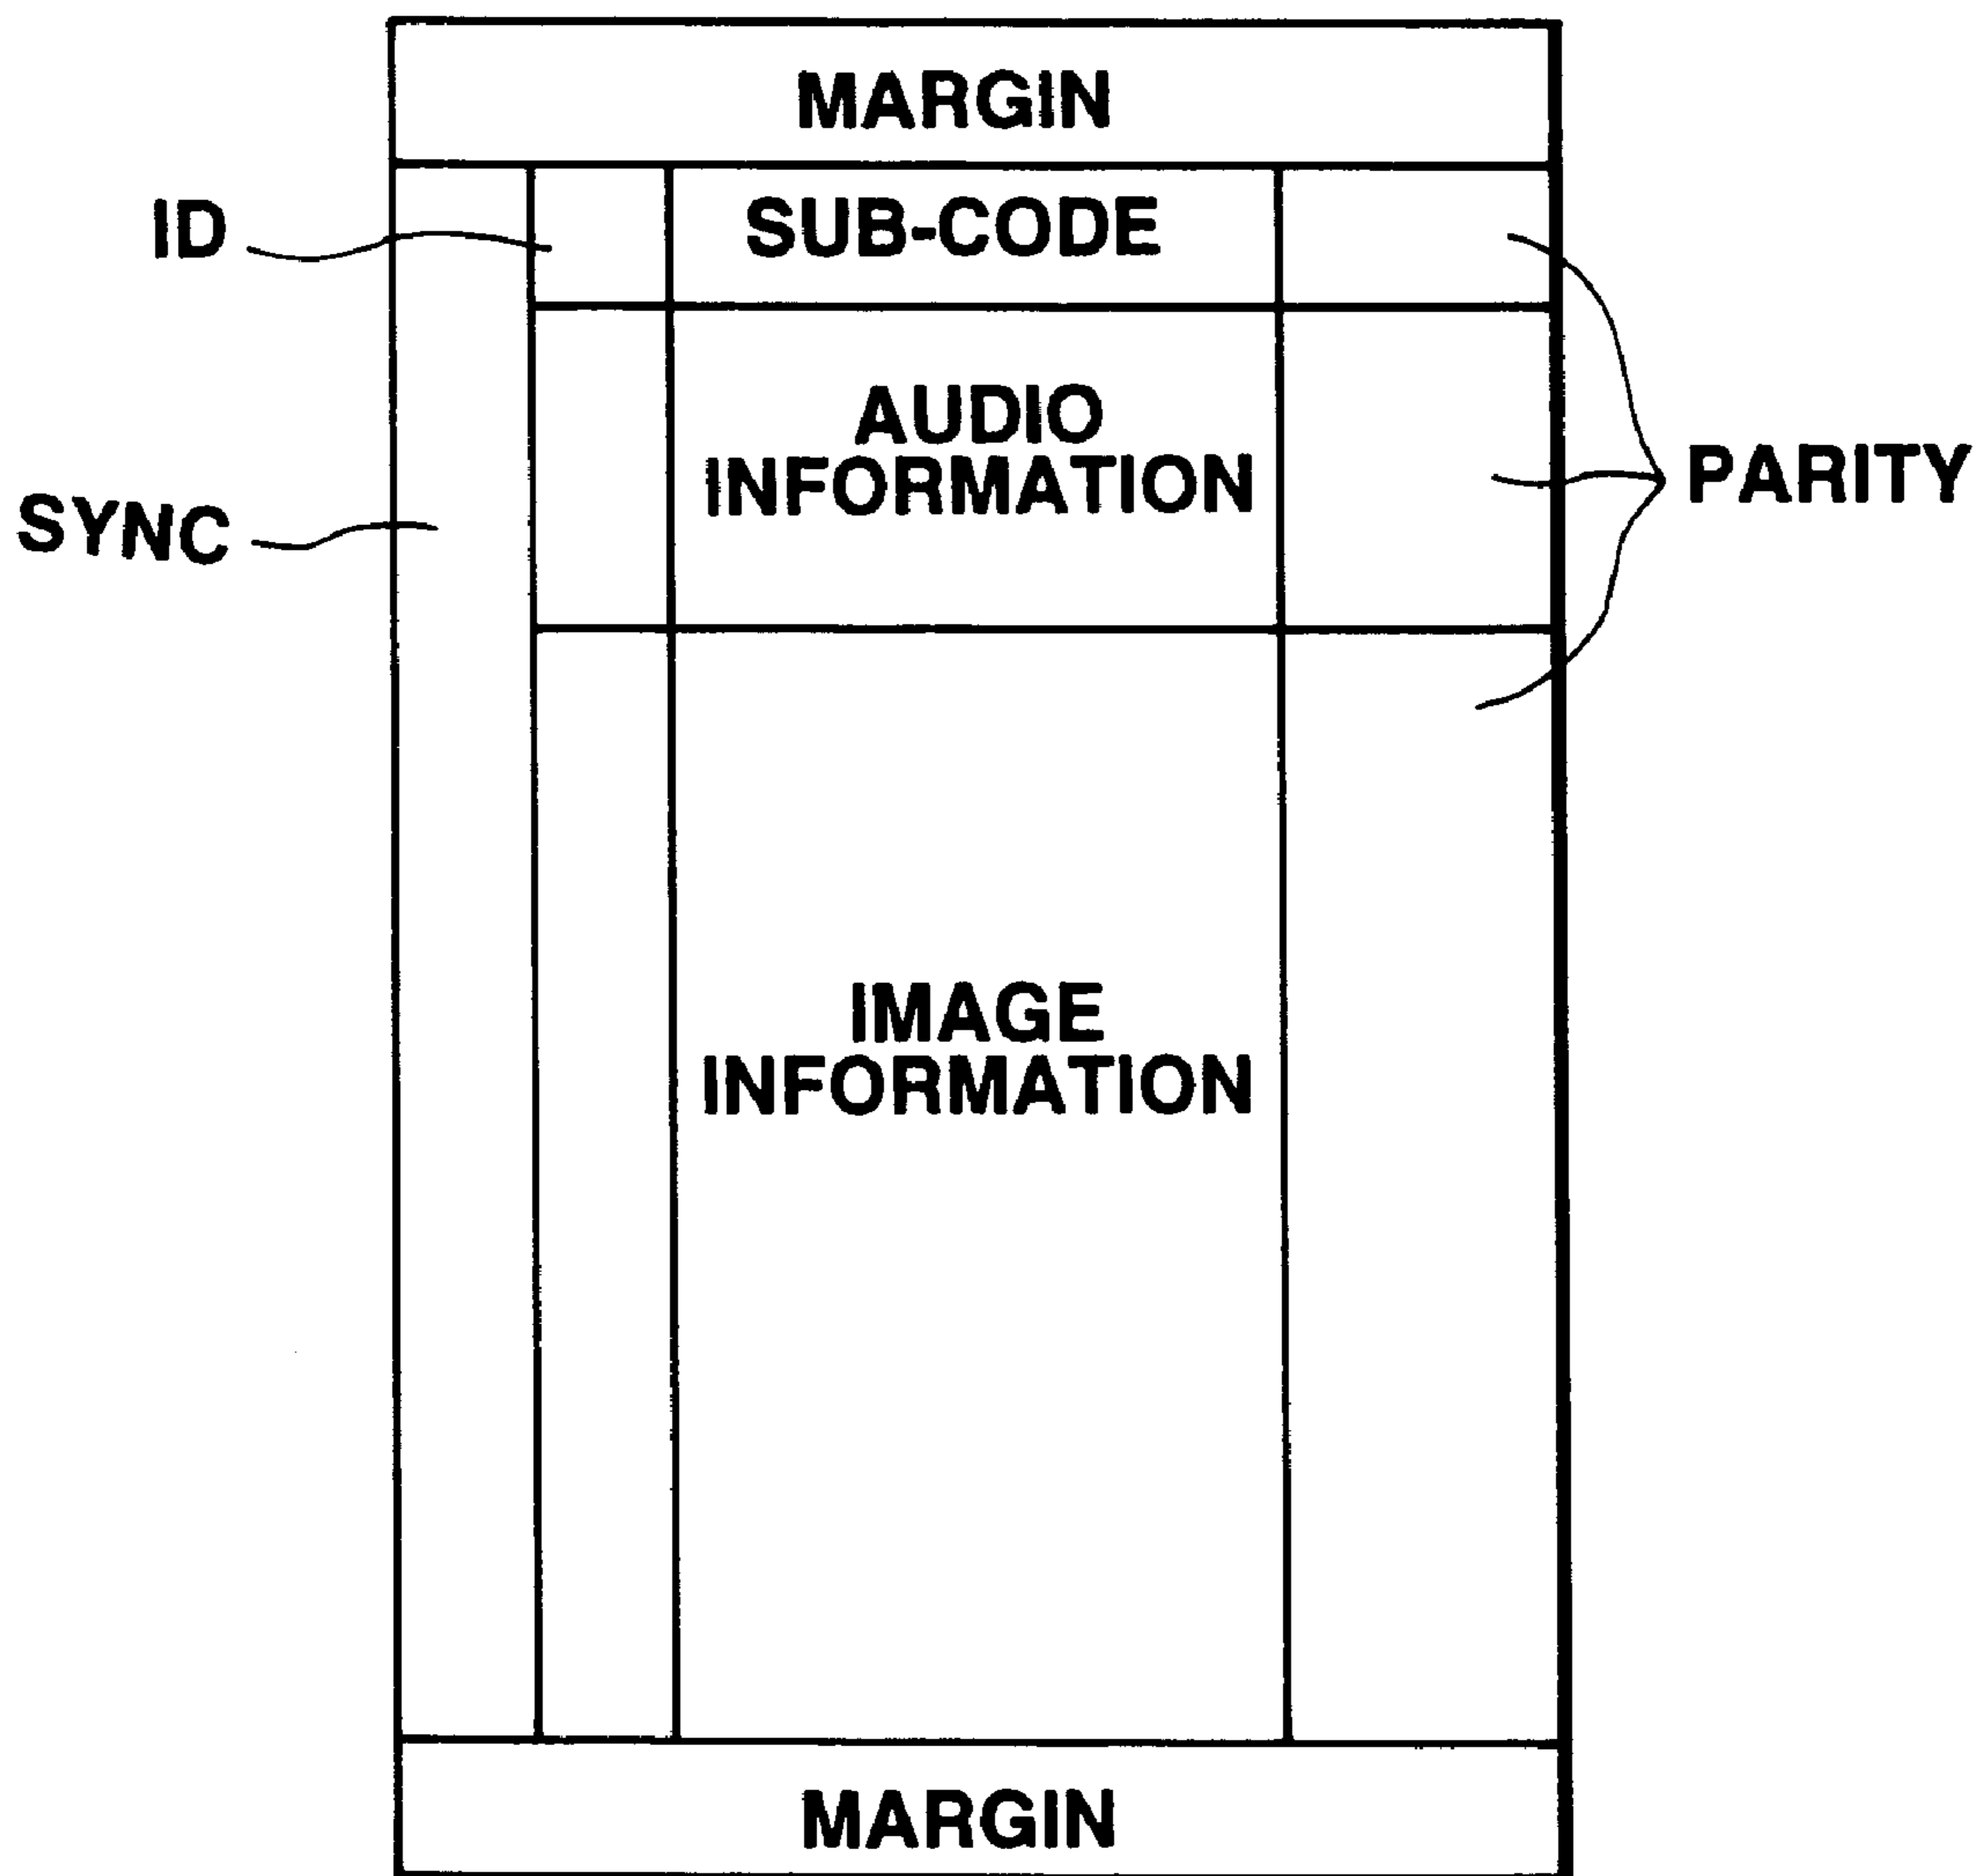 MARGIN
ID
SUB-CODE
AUDIO
INFORMATION
PARITY
SYNC
IMAGE
INFORMATION
MARGIN